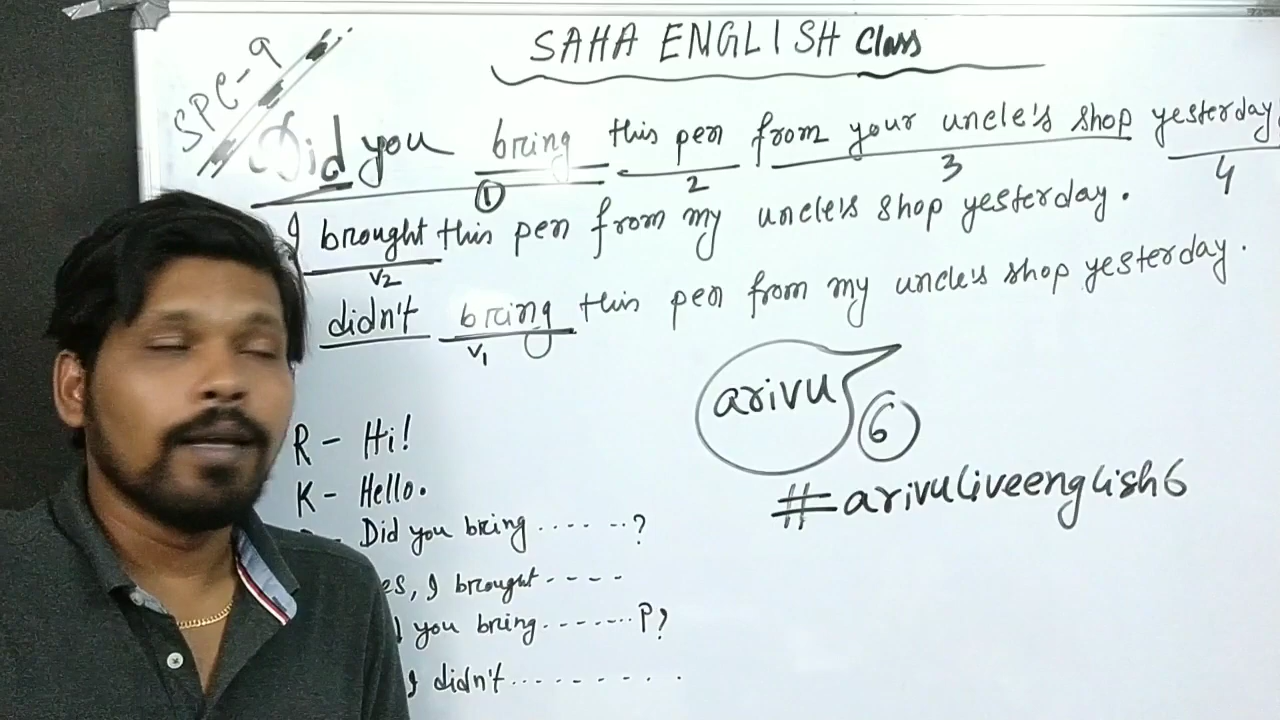 SAHA ENGLISH Class
SPE-9
Did you bring this pen from your uncle's shop yesterday.
1 2 3 4
I brought this pen from my uncle's shop yesterday.
V2
didn't bring this pen from my uncle's shop yesterday.
V1
arivu 6
R - Hi!
K - Hello.
#arivuliveenglish6
Did you bring ...... ?
es, I brought - - - -
you bring....... P?
I didn't..........